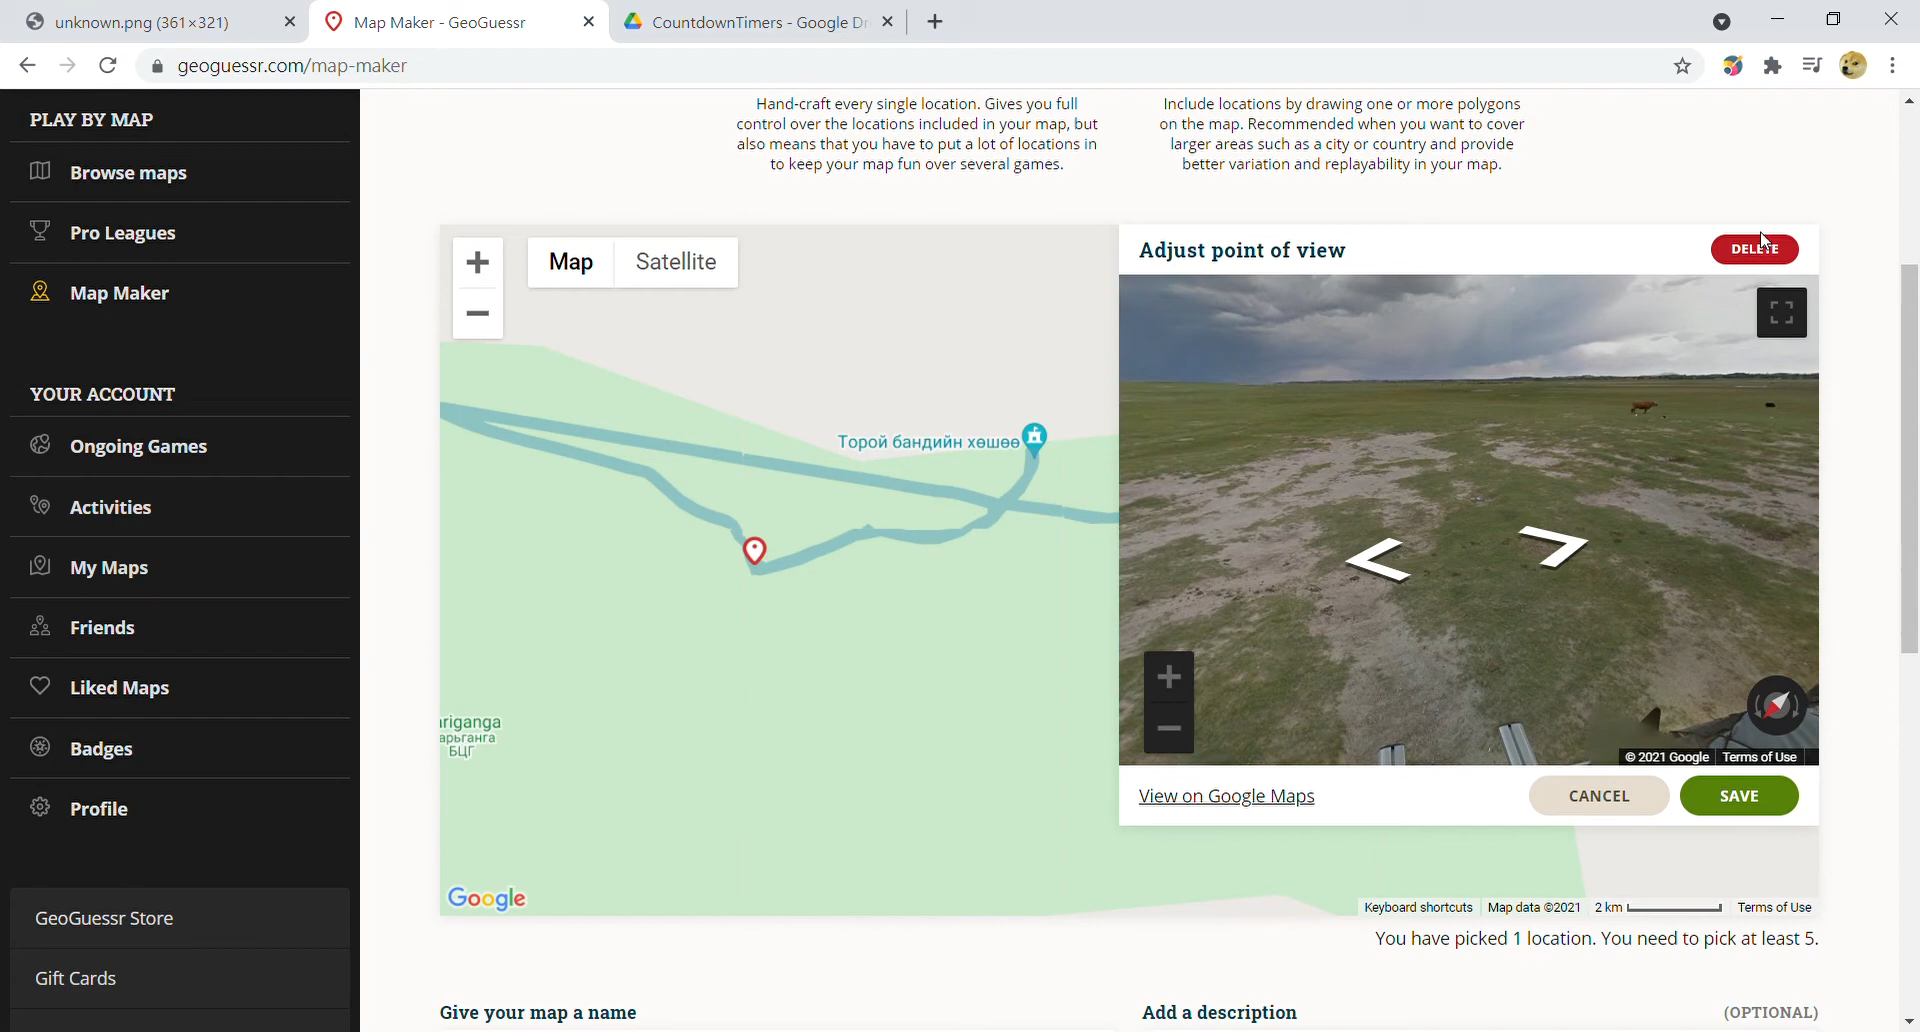 unknown.png (361×321)
Map Maker - GeoGuessr
CountdownTimers - Google Dr
geoguessr.com/map-maker
PLAY BY MAP
Browse maps
Pro Leagues
Map Maker
YOUR ACCOUNT
Ongoing Games
Activities
My Maps
Friends
Liked Maps
Badges
Profile
GeoGuessr Store
Gift Cards
Hand-craft every single location. Gives you full
control over the locations included in your map, but
also means that you have to put a lot of locations in
to keep your map fun over several games.
Include locations by drawing one or more polygons
on the map. Recommended when you want to cover
larger areas such as a city or country and provide
better variation and replayability in your map.
Map
Satellite
Торой бандийн хөшөө
ariganga
арьганга
БЦГ
Google
Adjust point of view
DELETE
© 2021 Google
Terms of Use
View on Google Maps
CANCEL
SAVE
Keyboard shortcuts
Map data ©2021
2 km
Terms of Use
You have picked 1 location. You need to pick at least 5.
Give your map a name
Add a description
(OPTIONAL)